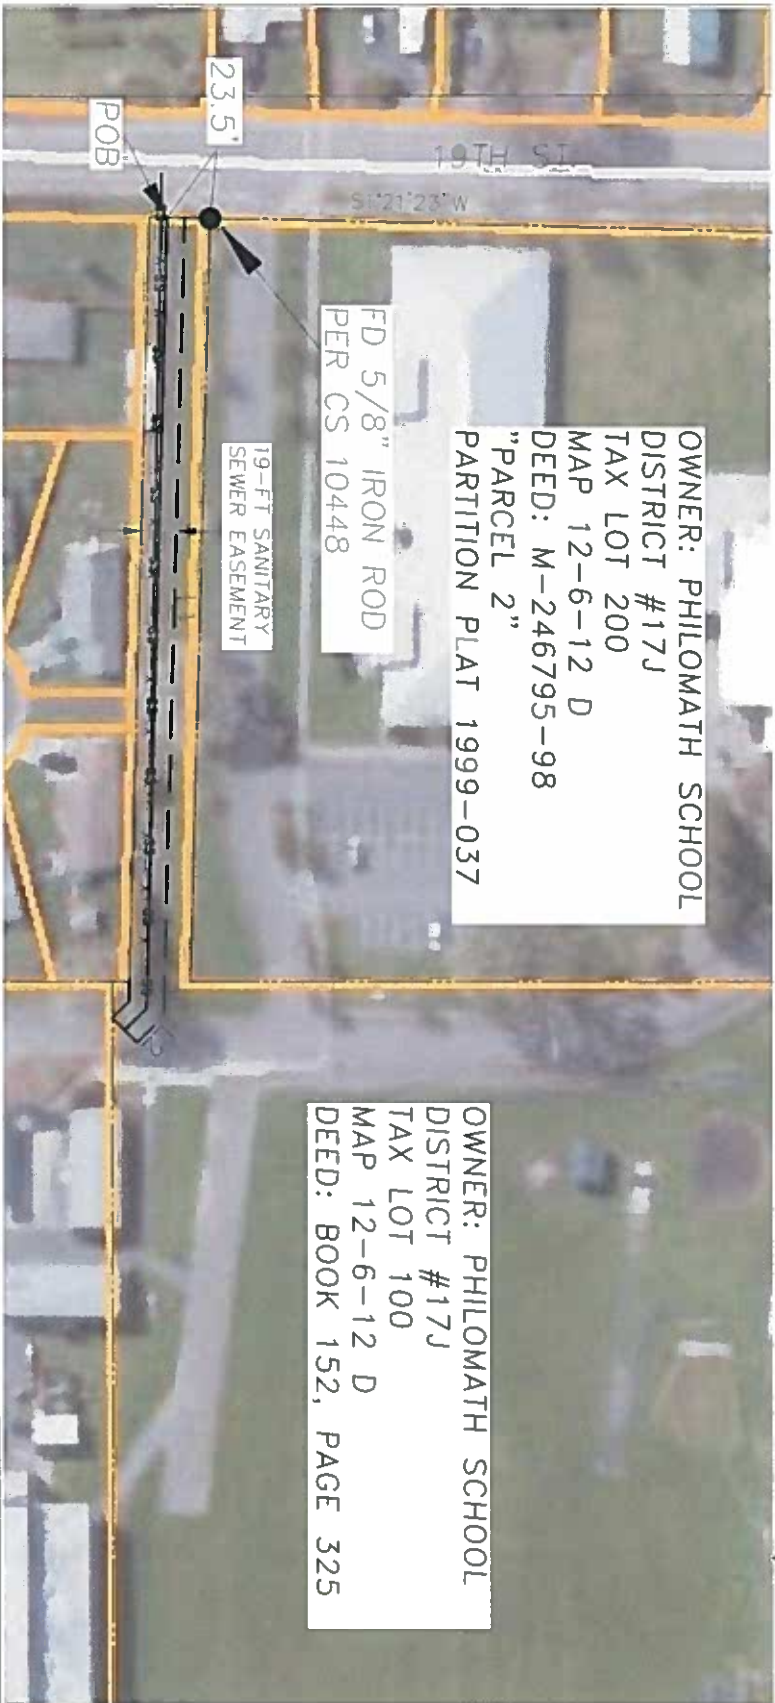 19TH ST.
S1°21'23"W
23.5'
POB
FD 5/8" IRON ROD
PER CS 10448
19-FT SANITARY
SEWER EASEMENT
OWNER: PHILOMATH SCHOOL
DISTRICT #17J
TAX LOT 200
MAP 12-6-12 D
DEED: M-246795-98
"PARCEL 2"
PARTITION PLAT 1999-037
OWNER: PHILOMATH SCHOOL
DISTRICT #17J
TAX LOT 100
MAP 12-6-12 D
DEED: BOOK 152, PAGE 325